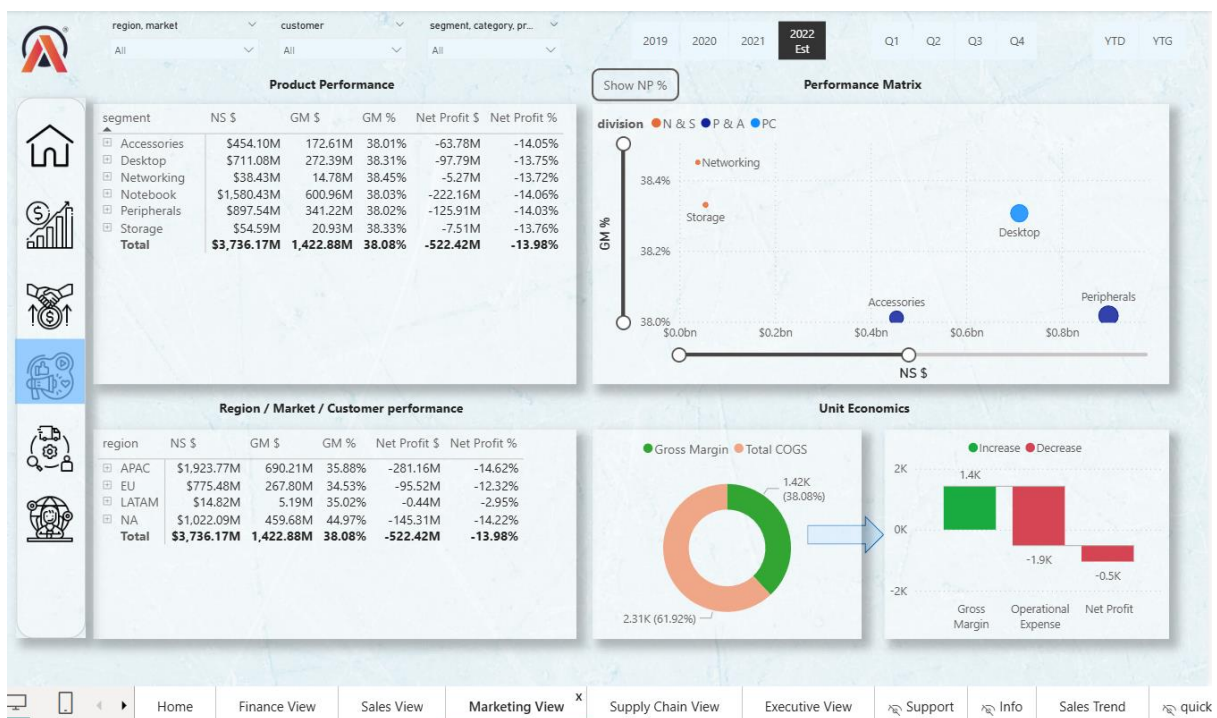 region, market customer segment, category, pr...
All All All
2019 2020 2021 2022 Est Q1 Q2 Q3 Q4 YTD YTG
Product Performance
segment NS $ GM $ GM % Net Profit $ Net Profit %
Accessories $454.10M 172.61M 38.01% -63.78M -14.05%
Desktop $711.08M 272.39M 38.31% -97.79M -13.75%
Networking $38.43M 14.78M 38.45% -5.27M -13.72%
Notebook $1,580.43M 600.96M 38.03% -222.16M -14.06%
Peripherals $897.54M 341.22M 38.02% -125.91M -14.03%
Storage $54.59M 20.93M 38.33% -7.51M -13.76%
Total $3,736.17M 1,422.88M 38.08% -522.42M -13.98%
Show NP %
Performance Matrix
division N & S P & A PC
GM %
38.4%
38.2%
38.0%
Networking
Storage
Desktop
Accessories
Peripherals
$0.0bn $0.2bn $0.4bn $0.6bn $0.8bn
NS $
Region / Market / Customer performance
region NS $ GM $ GM % Net Profit $ Net Profit %
APAC $1,923.77M 690.21M 35.88% -281.16M -14.62%
EU $775.48M 267.80M 34.53% -95.52M -12.32%
LATAM $14.82M 5.19M 35.02% -0.44M -2.95%
NA $1,022.09M 459.68M 44.97% -145.31M -14.22%
Total $3,736.17M 1,422.88M 38.08% -522.42M -13.98%
Unit Economics
Gross Margin Total COGS
1.42K
(38.08%)
2.31K (61.92%)
Increase Decrease
2K
0K
-2K
1.4K
-1.9K
-0.5K
Gross Margin
Operational Expense
Net Profit
Home Finance View Sales View Marketing View X Supply Chain View Executive View Support Info Sales Trend quick